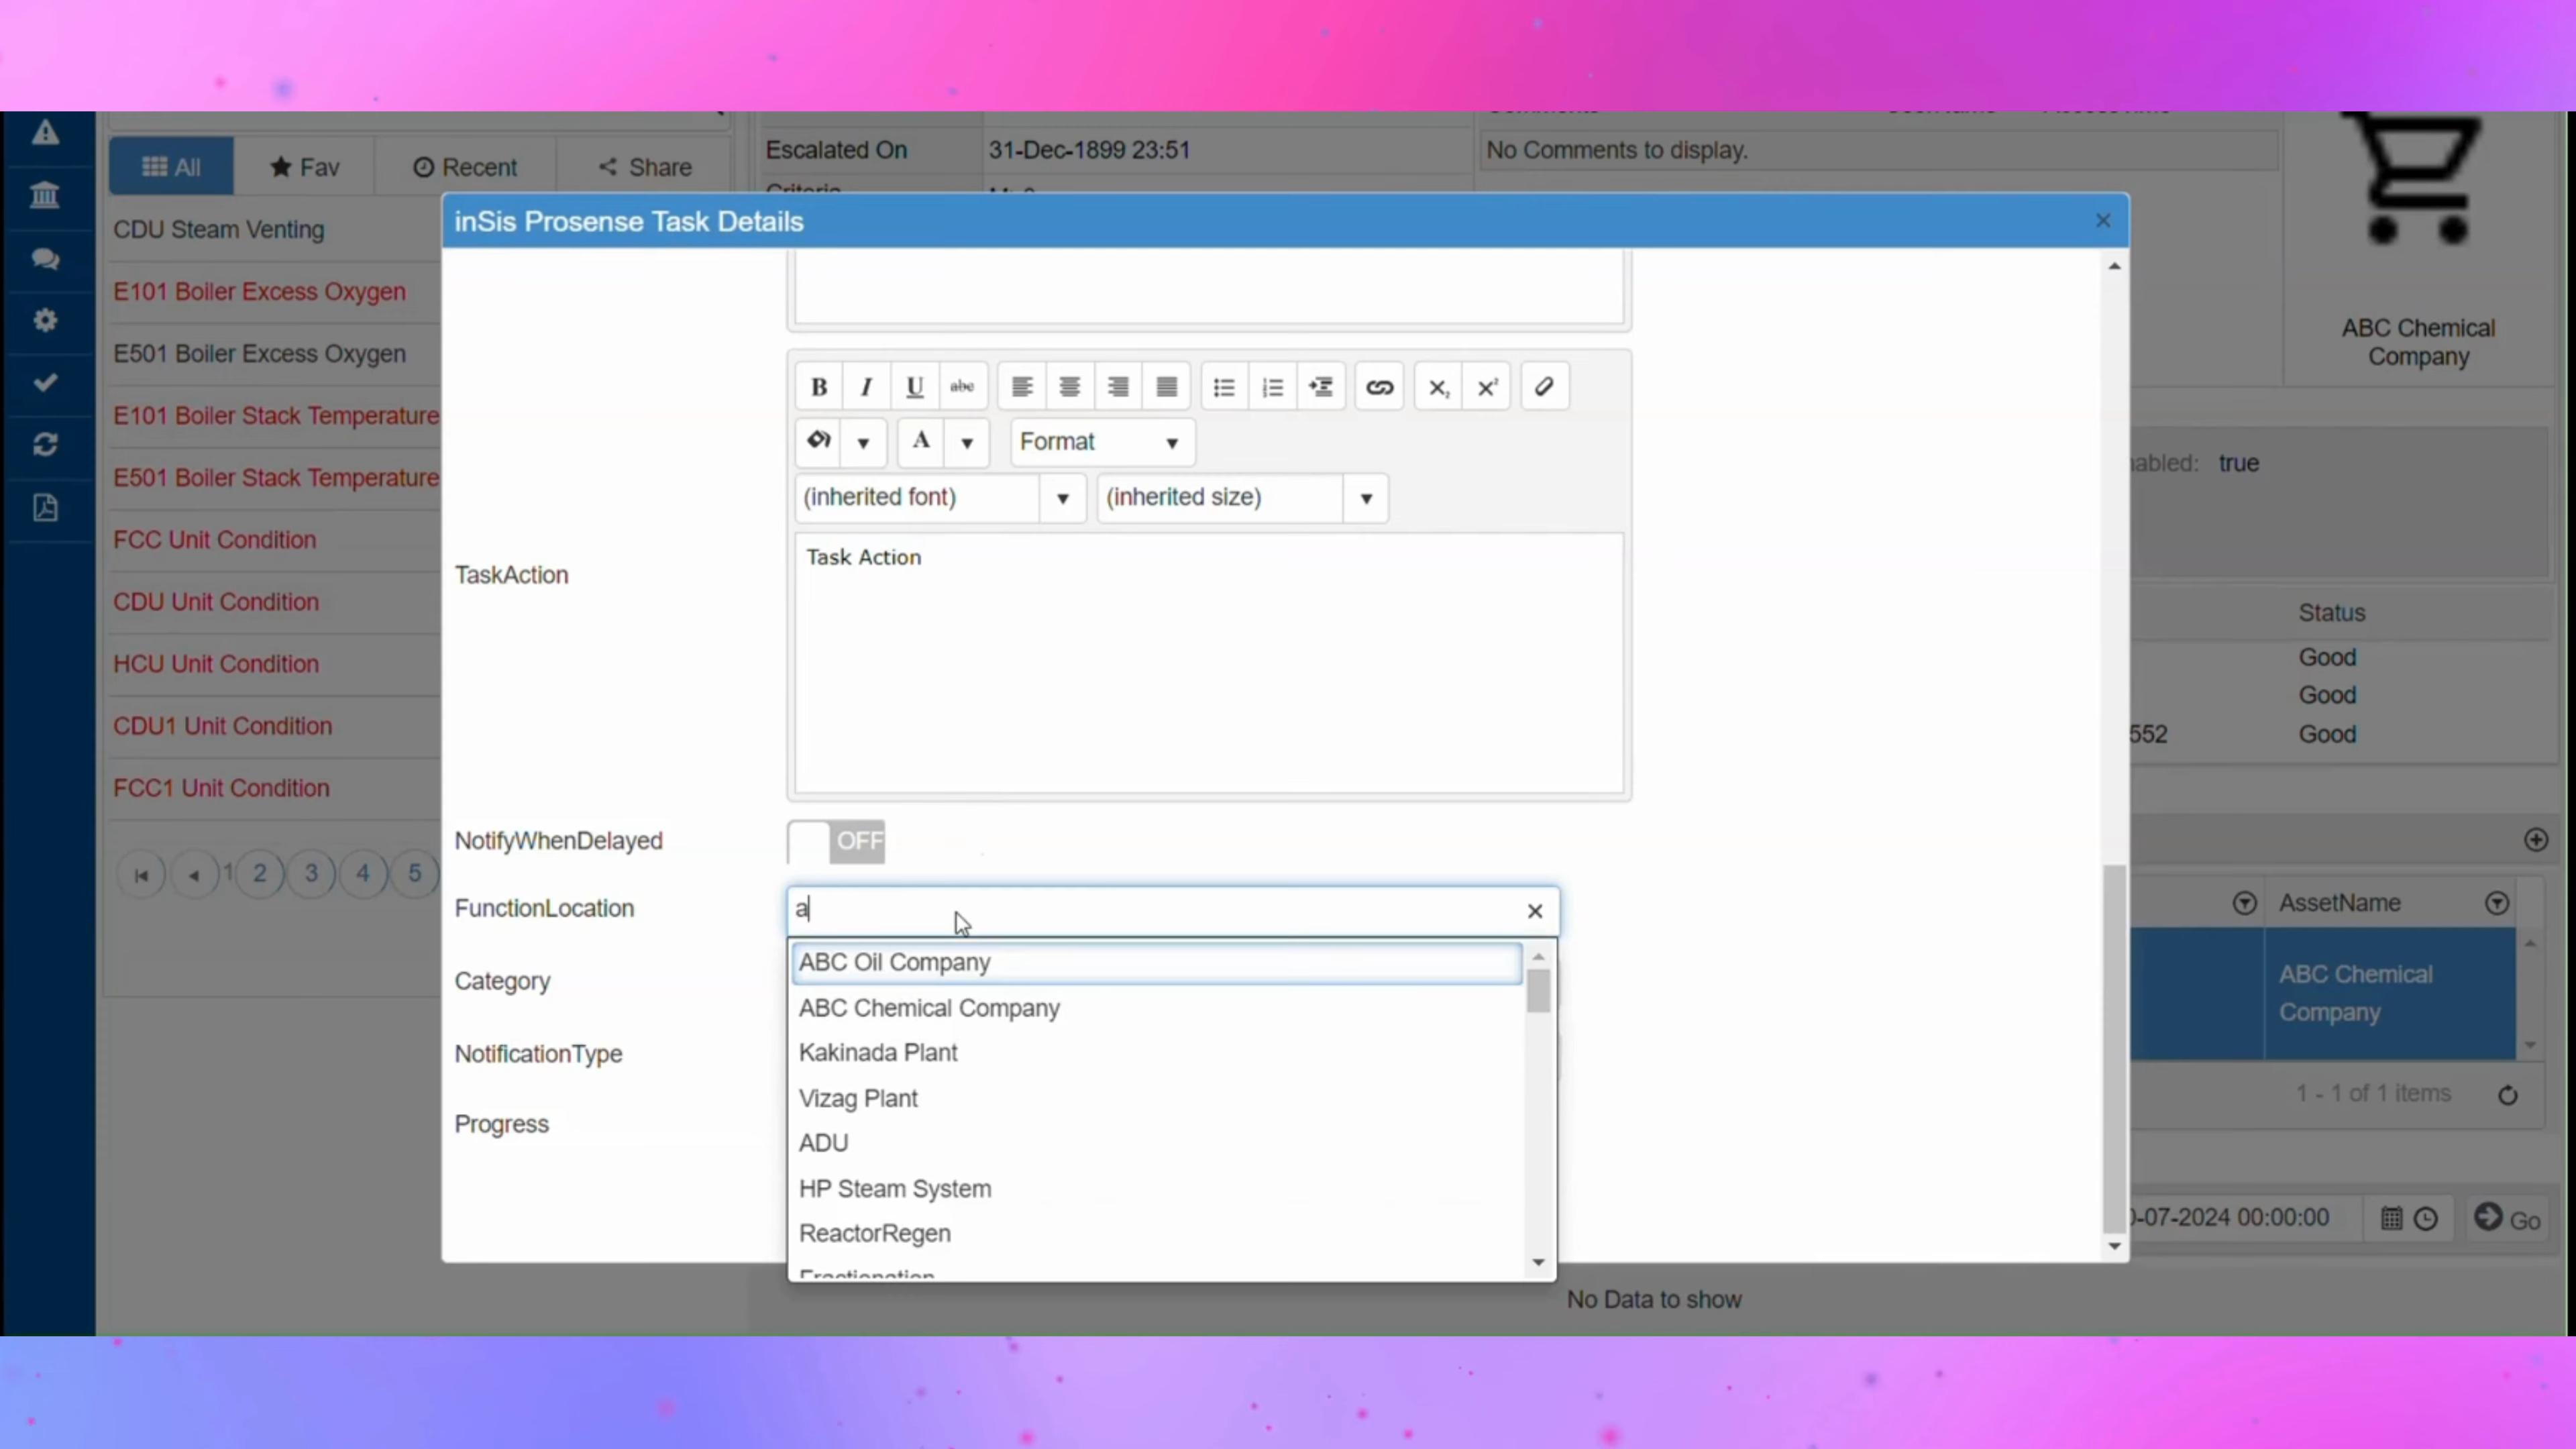 Escalated On 31-Dec-1899 23:51
No Comments to display.
All Fav Recent Share
inSis Prosense Task Details
CDU Steam Venting
E101 Boiler Excess Oxygen
E501 Boiler Excess Oxygen
E101 Boiler Stack Temperature
E501 Boiler Stack Temperature
FCC Unit Condition
CDU Unit Condition
HCU Unit Condition
CDU1 Unit Condition
FCC1 Unit Condition
1 2 3 4 5
B I U abc
A Format
(inherited font) (inherited size)
TaskAction
Task Action
NotifyWhenDelayed OFF
FunctionLocation a
Category
NotificationType
Progress
ABC Oil Company
ABC Chemical Company
Kakinada Plant
Vizag Plant
ADU
HP Steam System
ReactorRegen
Fractionation
ABC Chemical
Company
abled: true
Status
Good
Good
552 Good
AssetName
ABC Chemical
Company
1 - 1 of 1 items
-07-2024 00:00:00 Go
No Data to show